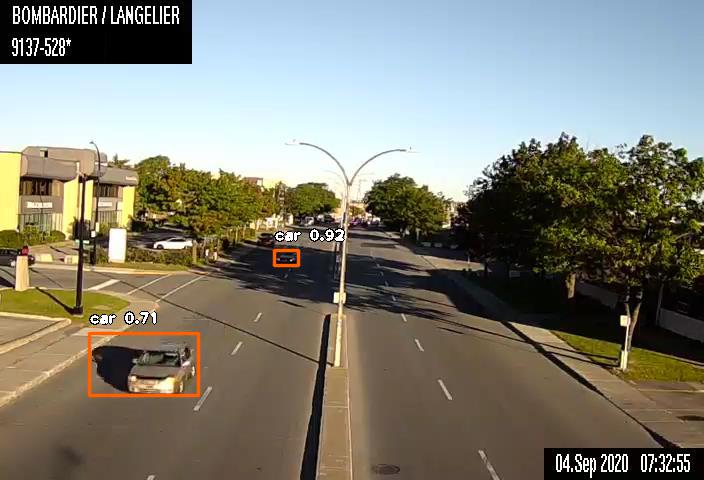 BOMBARDIER / LANGELIER
9137-528*
car 0.92
car 0.71
04.Sep 2020 07:32:55